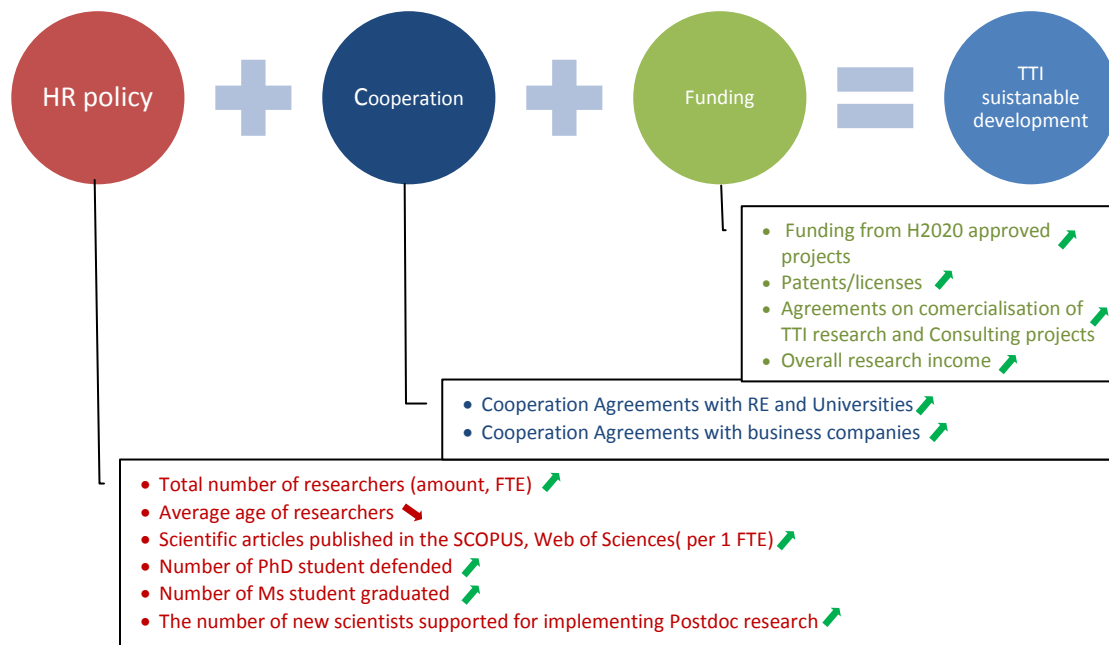 HR policy
Cooperation
Funding
TTI
suistanable
development
• Funding from H2020 approved
projects
• Patents/licenses
• Agreements on comercialisation of
TTI research and Consulting projects
• Overall research income
• Cooperation Agreements with RE and Universities
• Cooperation Agreements with business companies
• Total number of researchers (amount, FTE)
• Average age of researchers
• Scientific articles published in the SCOPUS, Web of Sciences( per 1 FTE)
• Number of PhD student defended
• Number of Ms student graduated
• The number of new scientists supported for implementing Postdoc research